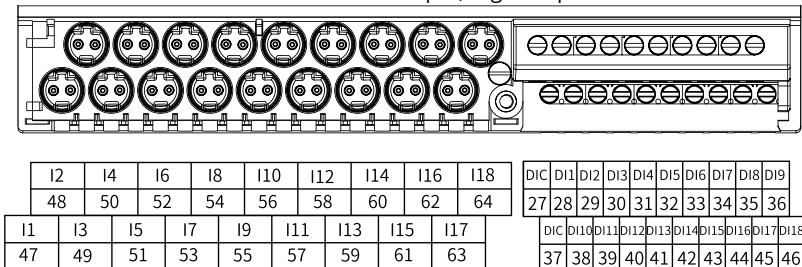 I2 I4 I6 I8 I10 I12 I14 I16 I18
48 50 52 54 56 58 60 62 64
I1 I3 I5 I7 I9 I11 I13 I15 I17
47 49 51 53 55 57 59 61 63
DIC DI1 DI2 DI3 DI4 DI5 DI6 DI7 DI8 DI9
27 28 29 30 31 32 33 34 35 36
DIC DI10 DI11 DI12 DI13 DI14 DI15 DI16 DI17 DI18
37 38 39 40 41 42 43 44 45 46